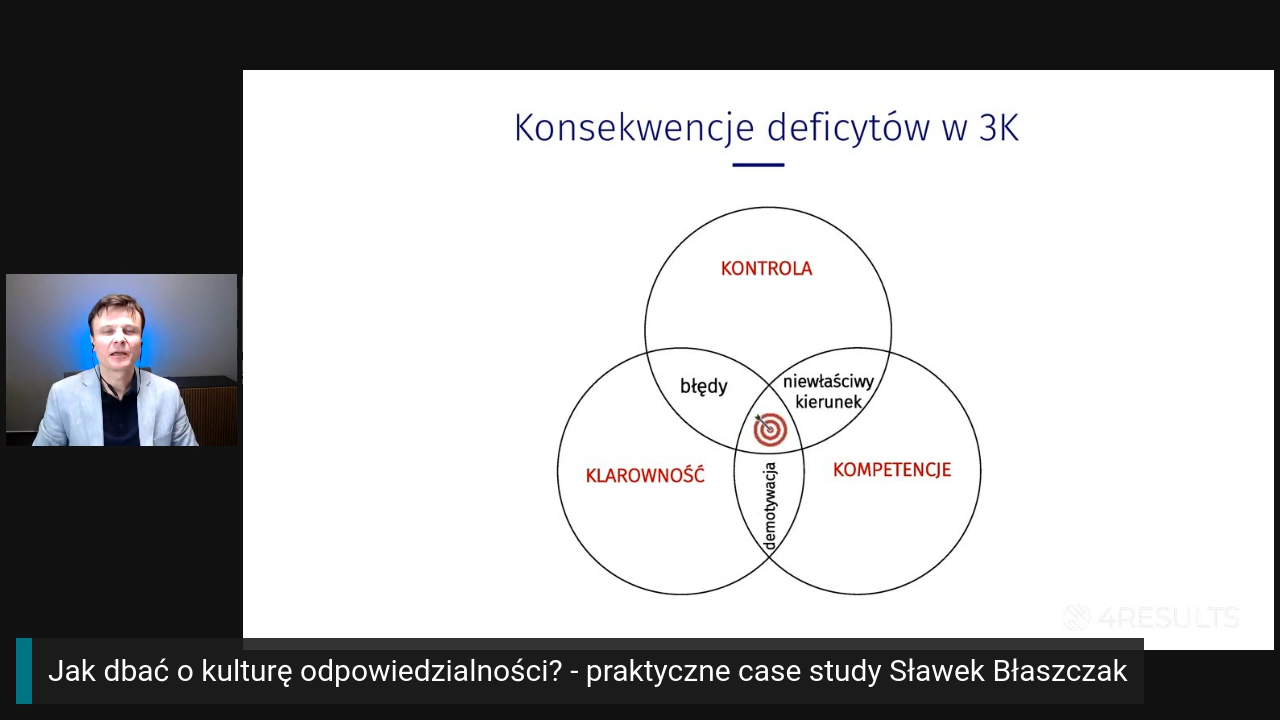 Konsekwencje deficytów w 3K
KONTROLA
błędy
niewłaściwy
kierunek
KLAROWNOŚĆ
KOMPETENCJE
demotywacja
4RESULTS
Jak dbać o kulturę odpowiedzialności? - praktyczne case study Sławek Błaszczak